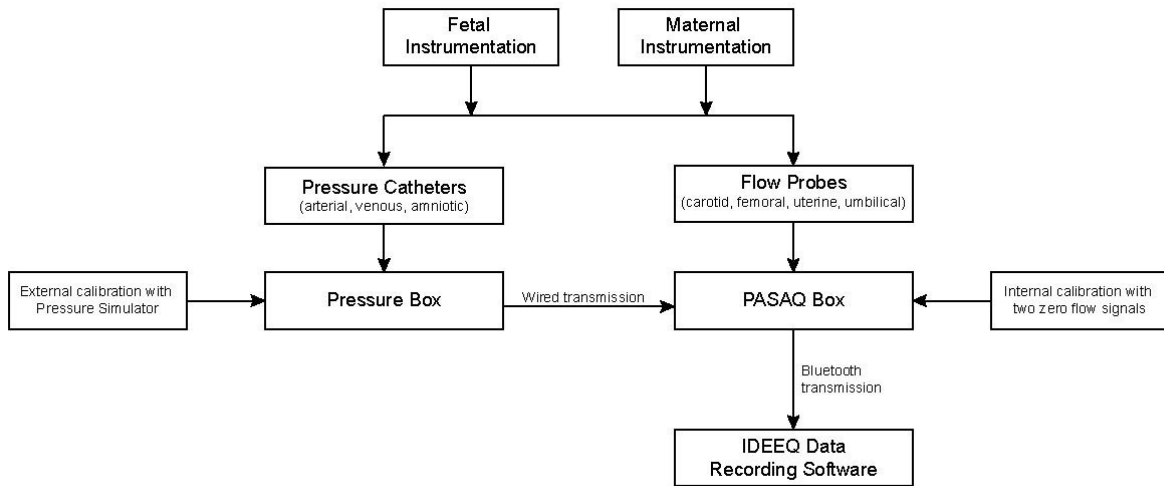 Fetal
Instrumentation
Maternal
Instrumentation
Pressure Catheters
(arterial, venous, amniotic)
Flow Probes
(carotid, femoral, uterine, umbilical)
External calibration with
Pressure Simulator
Pressure Box
Wired transmission
PASAQ Box
Internal calibration with
two zero flow signals
Bluetooth
transmission
IDEEQ Data
Recording Software